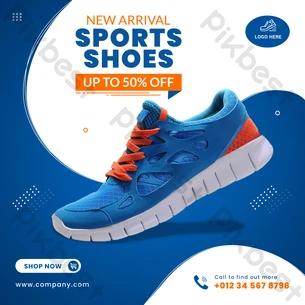 NEW ARRIVAL
SPORTS
SHOES
UP TO 50% OFF
LOGO HERE
SHOP NOW
www.company.com
Call to find out more
+012 34 567 8798
pikbest